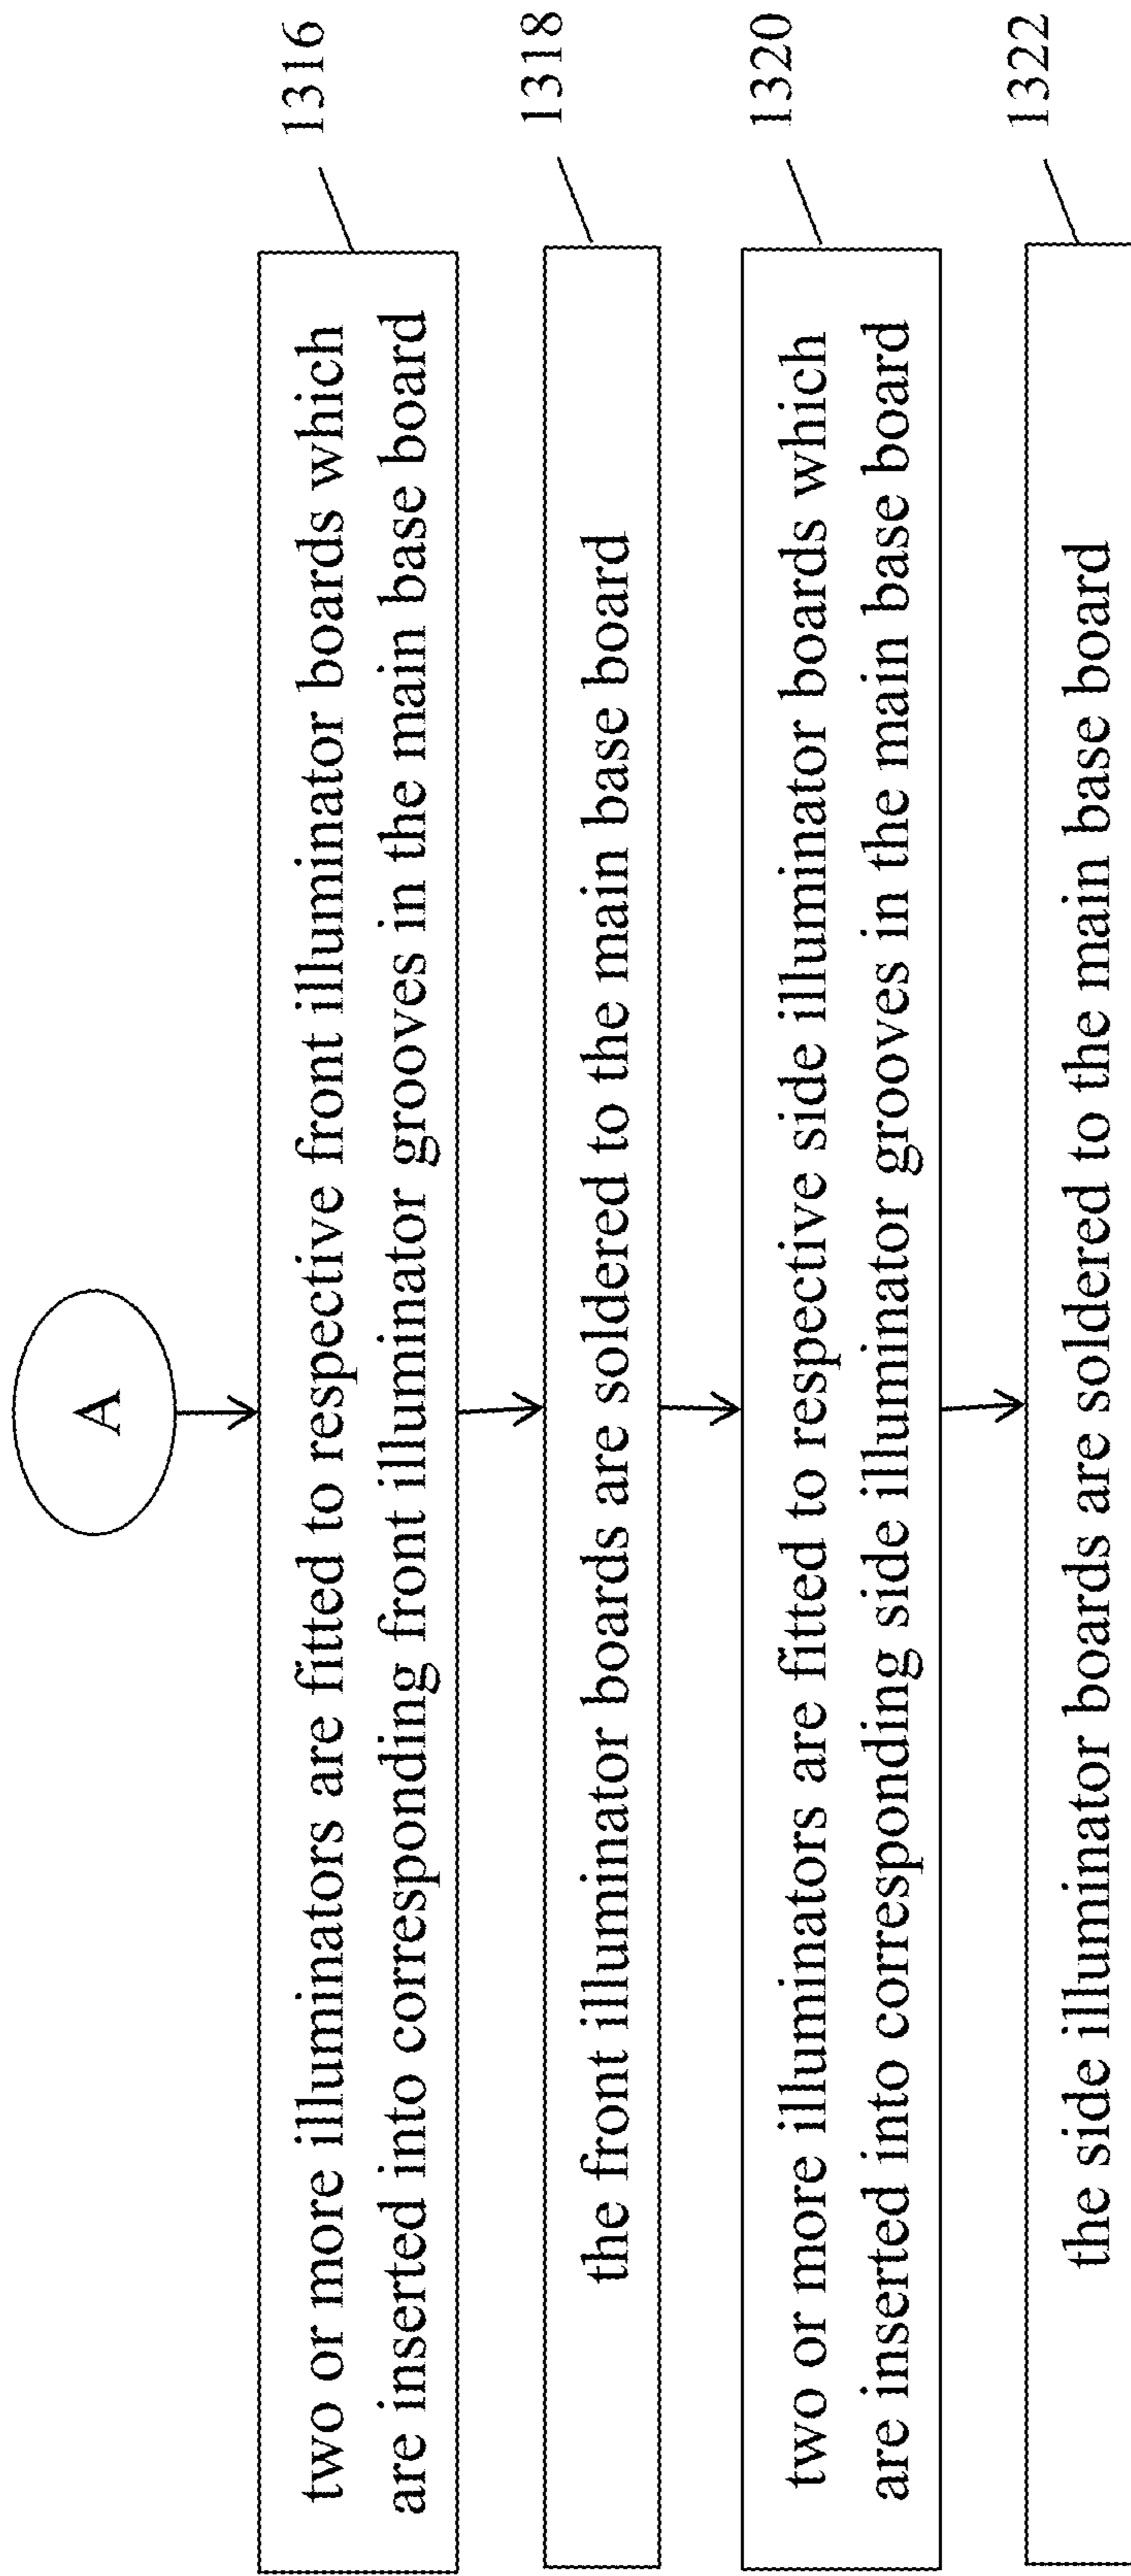 A
two or more illuminators are fitted to respective front illuminator boards which
are inserted into corresponding front illuminator grooves in the main base board
1316
the front illuminator boards are soldered to the main base board
1318
two or more illuminators are fitted to respective side illuminator boards which
are inserted into corresponding side illuminator grooves in the main base board
1320
the side illuminator boards are soldered to the main base board
1322